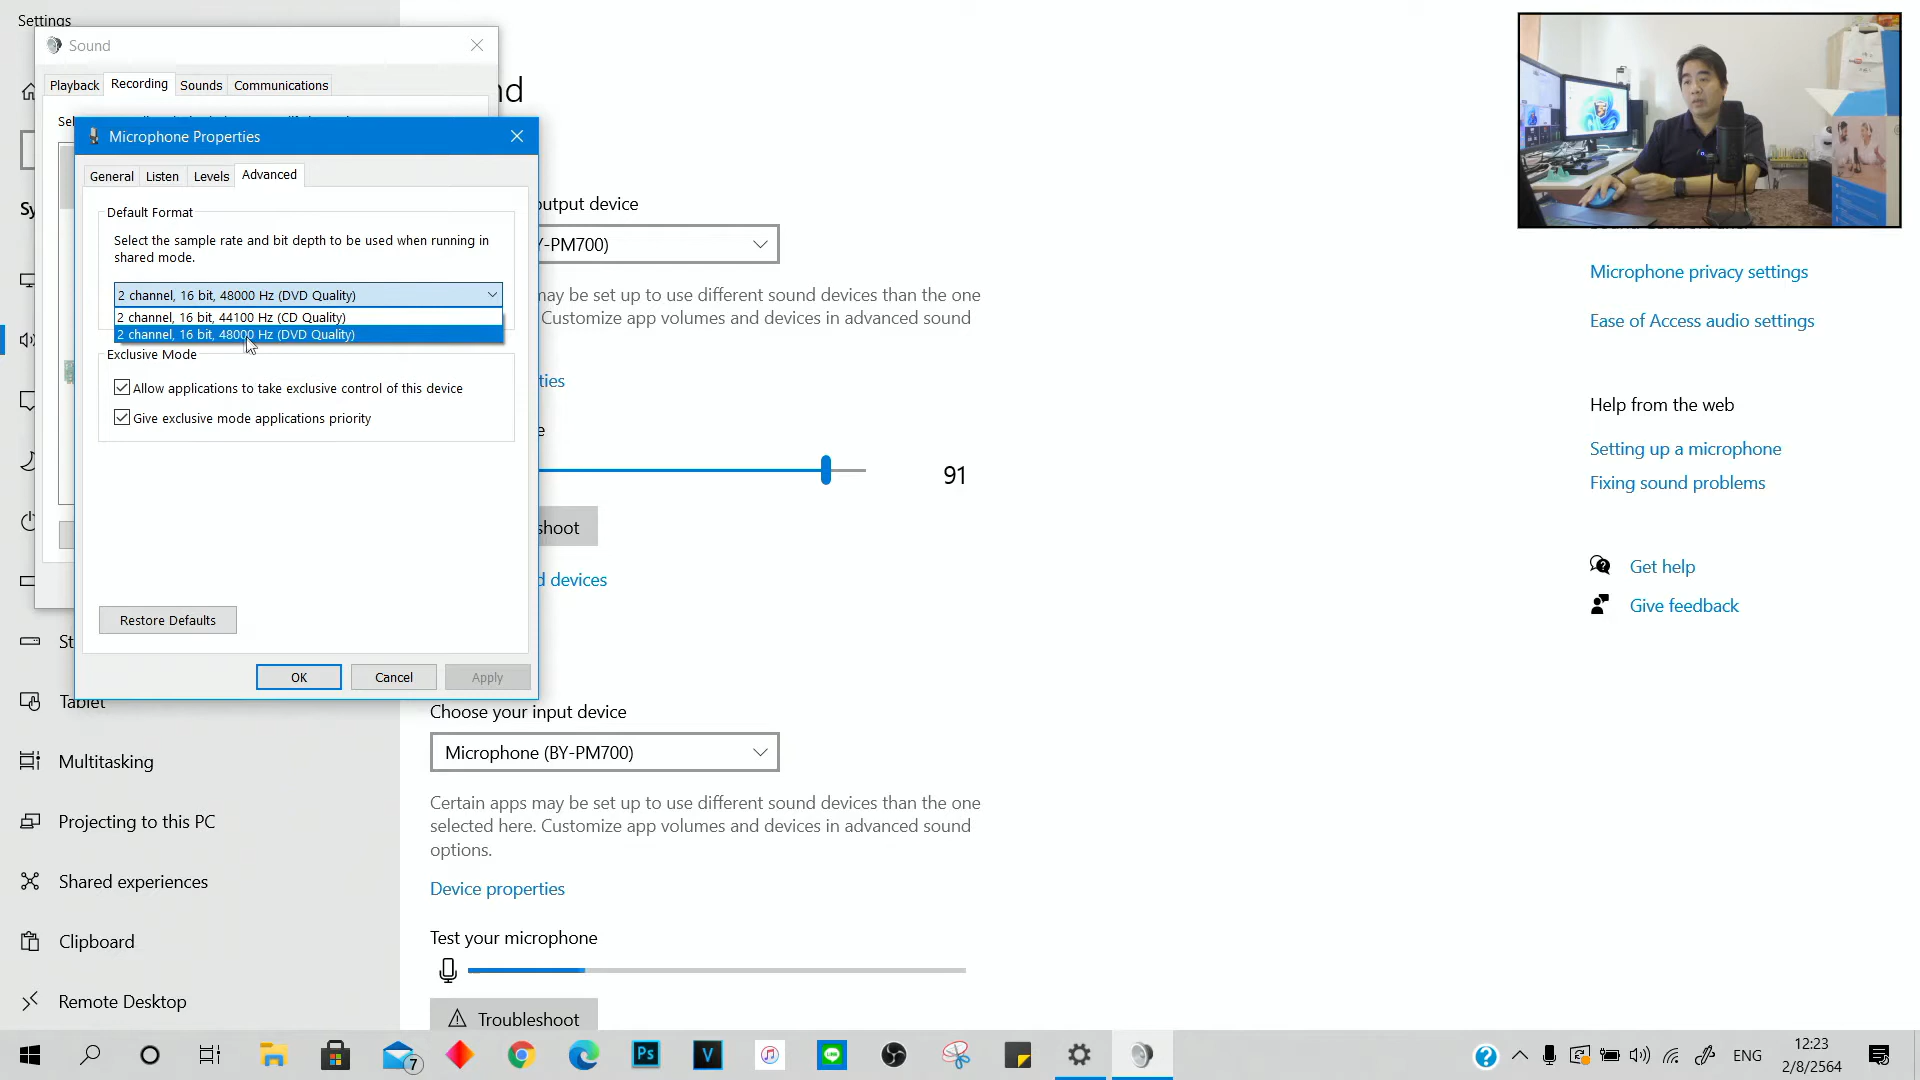 Settings
Sound
Playback
Recording
Sounds
Communications
Sel
nd
Microphone Properties
General
Listen
Levels
Advanced
Default Format
Select the sample rate and bit depth to be used when running in
shared mode.
2 channel, 16 bit, 48000 Hz (DVD Quality)
2 channel, 16 bit, 44100 Hz (CD Quality)
2 channel, 16 bit, 48000 Hz (DVD Quality)
Exclusive Mode
Allow applications to take exclusive control of this device
Give exclusive mode applications priority
Restore Defaults
OK
Cancel
Apply
Sy
St
Tablet
Multitasking
Projecting to this PC
Shared experiences
Clipboard
Remote Desktop
output device
Y-PM700)
may be set up to use different sound devices than the one
Customize app volumes and devices in advanced sound
ties
e
91
shoot
d devices
Choose your input device
Microphone (BY-PM700)
Certain apps may be set up to use different sound devices than the one
selected here. Customize app volumes and devices in advanced sound
options.
Device properties
Test your microphone
Troubleshoot
Microphone privacy settings
Ease of Access audio settings
Help from the web
Setting up a microphone
Fixing sound problems
Get help
Give feedback
7
Ps
V
LINE
ENG
12:23
2/8/2564